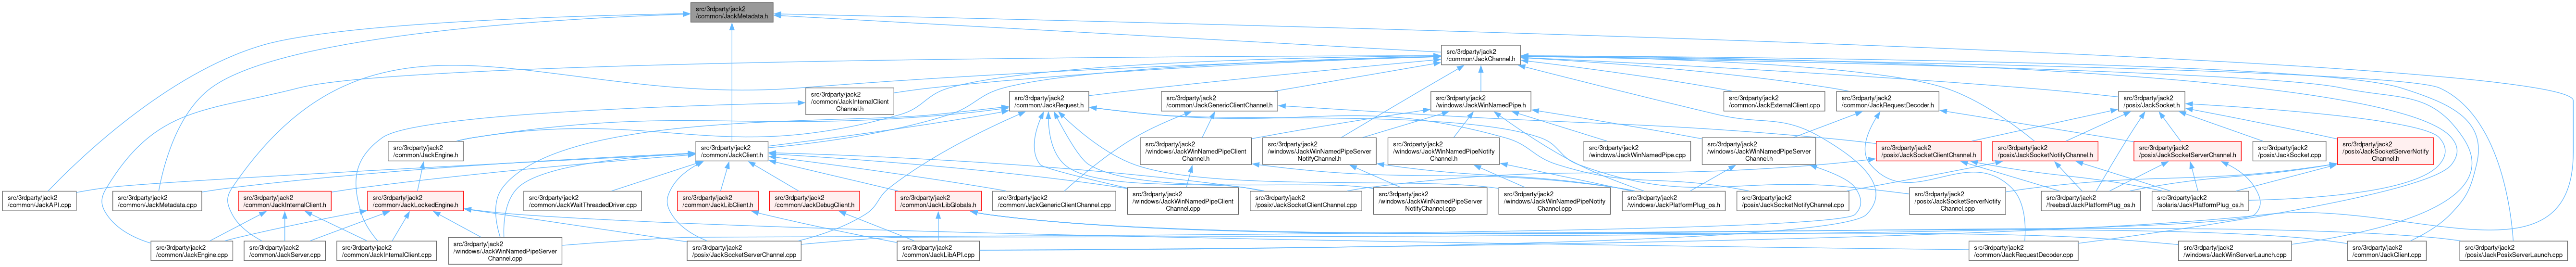 src/3rdparty/jack2
/common/JackMetadata.h
src/3rdparty/jack2
/common/JackChannel.h
src/3rdparty/jack2
/common/JackInternalClient
Channel.h
src/3rdparty/jack2
/common/JackRequest.h
src/3rdparty/jack2
/common/JackGenericClientChannel.h
src/3rdparty/jack2
/windows/JackWinNamedPipe.h
src/3rdparty/jack2
/common/JackExternalClient.cpp
src/3rdparty/jack2
/common/JackRequestDecoder.h
src/3rdparty/jack2
/posix/JackSocket.h
src/3rdparty/jack2
/common/JackEngine.h
src/3rdparty/jack2
/common/JackClient.h
src/3rdparty/jack2
/windows/JackWinNamedPipeClient
Channel.h
src/3rdparty/jack2
/windows/JackWinNamedPipeServer
NotifyChannel.h
src/3rdparty/jack2
/windows/JackWinNamedPipeNotify
Channel.h
src/3rdparty/jack2
/windows/JackWinNamedPipe.cpp
src/3rdparty/jack2
/windows/JackWinNamedPipeServer
Channel.h
src/3rdparty/jack2
/posix/JackSocketClientChannel.h
src/3rdparty/jack2
/posix/JackSocketNotifyChannel.h
src/3rdparty/jack2
/posix/JackSocketServerChannel.h
src/3rdparty/jack2
/posix/JackSocket.cpp
src/3rdparty/jack2
/posix/JackSocketServerNotify
Channel.h
src/3rdparty/jack2
/common/JackAPI.cpp
src/3rdparty/jack2
/common/JackMetadata.cpp
src/3rdparty/jack2
/common/JackInternalClient.h
src/3rdparty/jack2
/common/JackLockedEngine.h
src/3rdparty/jack2
/common/JackWaitThreadedDriver.cpp
src/3rdparty/jack2
/common/JackLibClient.h
src/3rdparty/jack2
/common/JackDebugClient.h
src/3rdparty/jack2
/common/JackLibGlobals.h
src/3rdparty/jack2
/common/JackGenericClientChannel.cpp
src/3rdparty/jack2
/windows/JackWinNamedPipeClient
Channel.cpp
src/3rdparty/jack2
/posix/JackSocketClientChannel.cpp
src/3rdparty/jack2
/windows/JackWinNamedPipeServer
NotifyChannel.cpp
src/3rdparty/jack2
/windows/JackWinNamedPipeNotify
Channel.cpp
src/3rdparty/jack2
/windows/JackPlatformPlug_os.h
src/3rdparty/jack2
/posix/JackSocketNotifyChannel.cpp
src/3rdparty/jack2
/posix/JackSocketServerNotify
Channel.cpp
src/3rdparty/jack2
/freebsd/JackPlatformPlug_os.h
src/3rdparty/jack2
/solaris/JackPlatformPlug_os.h
src/3rdparty/jack2
/common/JackEngine.cpp
src/3rdparty/jack2
/common/JackServer.cpp
src/3rdparty/jack2
/common/JackInternalClient.cpp
src/3rdparty/jack2
/windows/JackWinNamedPipeServer
Channel.cpp
src/3rdparty/jack2
/posix/JackSocketServerChannel.cpp
src/3rdparty/jack2
/common/JackLibAPI.cpp
src/3rdparty/jack2
/common/JackRequestDecoder.cpp
src/3rdparty/jack2
/windows/JackWinServerLaunch.cpp
src/3rdparty/jack2
/common/JackClient.cpp
src/3rdparty/jack2
/posix/JackPosixServerLaunch.cpp